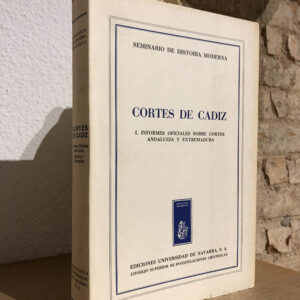 SEMINARIO DE HISTORIA MODERNA
CORTES DE CADIZ
I. INFORMES OFICIALES SOBRE CORTES
ANDALUCIA Y EXTREMADURA
EDICIONES UNIVERSIDAD DE NAVARRA, S. A.
CONSEJO SUPERIOR DE INVESTIGACIONES CIENTIFICAS
CORTES
DE CADIZ